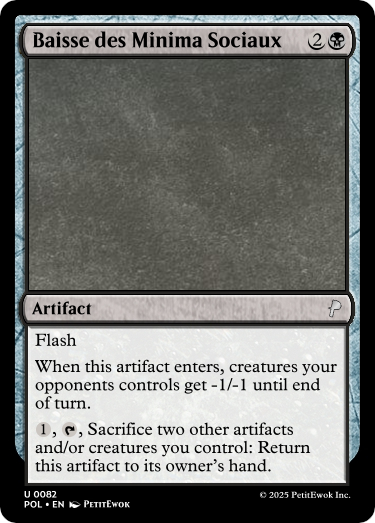 Baisse des Minima Sociaux 2
Artifact
Flash
When this artifact enters, creatures your
opponents controls get -1/-1 until end
of turn.
1, , Sacrifice two other artifacts
and/or creatures you control: Return
this artifact to its owner's hand.
U 0082
POL • EN PetitEwok
© 2025 PetitEwok Inc.